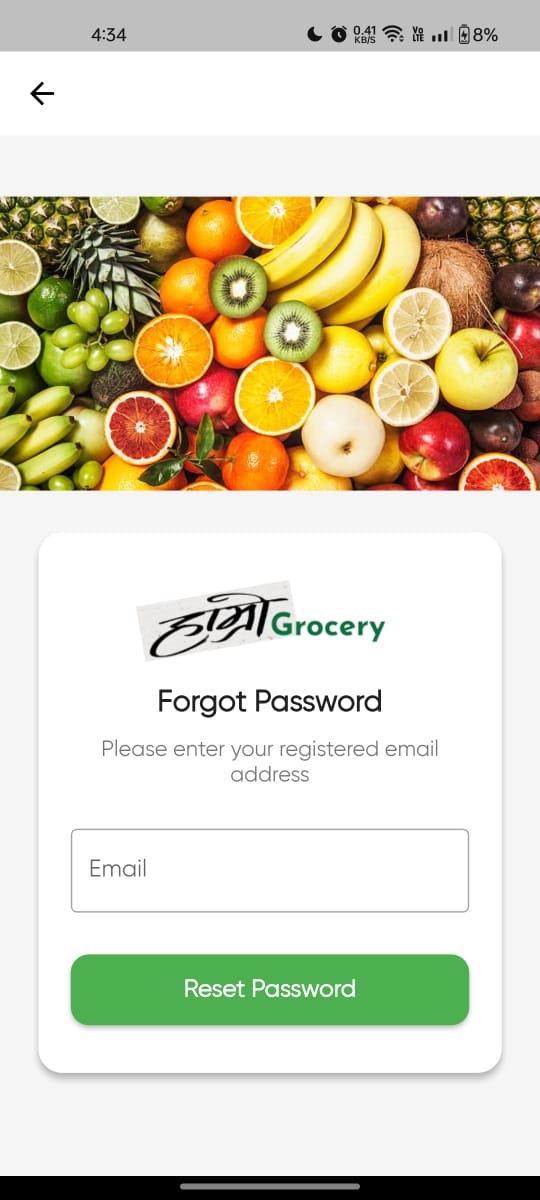 4:34
0.41 KB/S
Vo LTE
8%
हाम्रो Grocery
Forgot Password
Please enter your registered email
address
Email
Reset Password